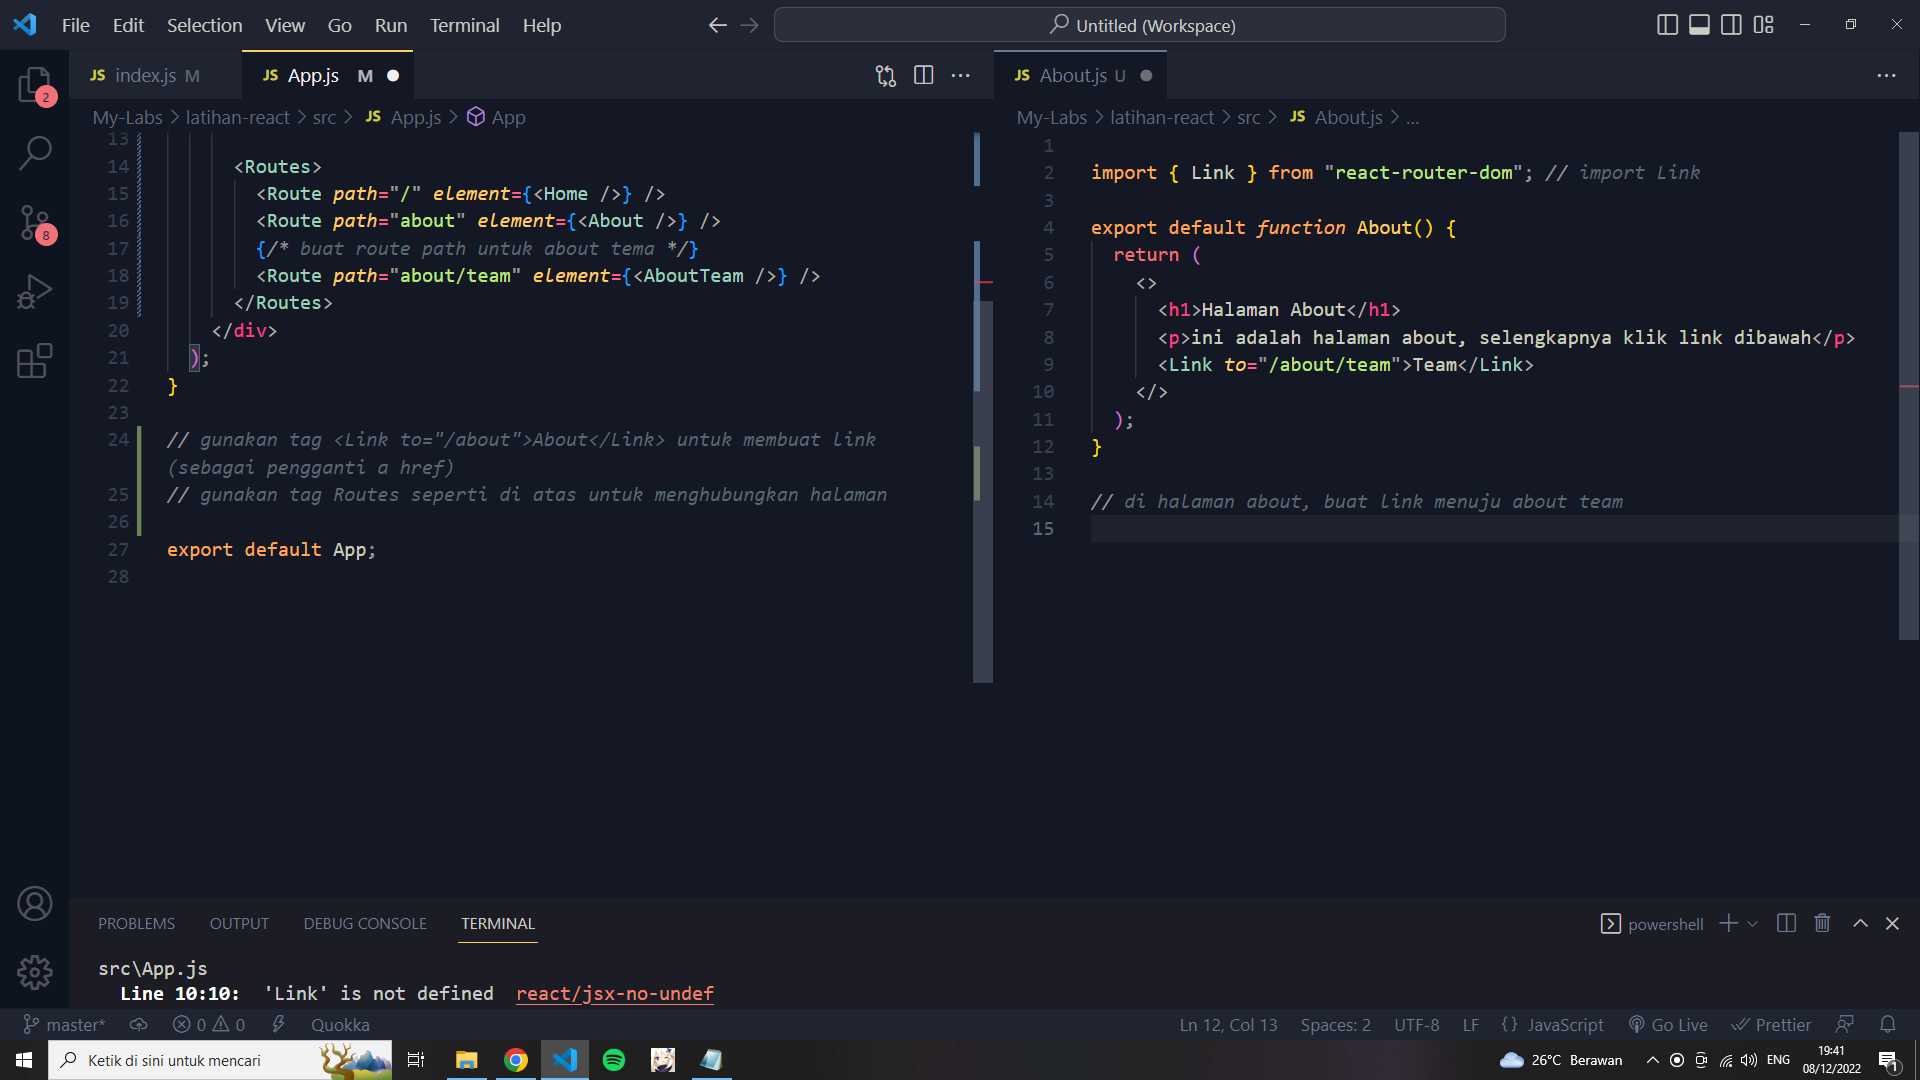 File Edit Selection View Go Run Terminal Help
Untitled (Workspace)
JS index.js M
JS App.js M
My-Labs > latihan-react > src > JS App.js > App
13
14 <Routes>
15 <Route path="/" element={<Home />} />
16 <Route path="about" element={<About />} />
17 {/* buat route path untuk about tema */}
18 <Route path="about/team" element={<AboutTeam />} />
19 </Routes>
20 </div>
21 );
22 }
23
24 // gunakan tag <Link to="/about">About</Link> untuk membuat link
(sebagai pengganti a href)
25 // gunakan tag Routes seperti di atas untuk menghubungkan halaman
26
27 export default App;
28
JS About.js U
My-Labs > latihan-react > src > JS About.js > ...
1
2 import { Link } from "react-router-dom"; // import Link
3
4 export default function About() {
5 return (
6 <>
7 <h1>Halaman About</h1>
8 <p>ini adalah halaman about, selengkapnya klik link dibawah</p>
9 <Link to="/about/team">Team</Link>
10 </>
11 );
12 }
13
14 // di halaman about, buat link menuju about team
15
2
8
PROBLEMS OUTPUT DEBUG CONSOLE TERMINAL
powershell
src\App.js
Line 10:10: 'Link' is not defined react/jsx-no-undef
master* 0 0 Quokka
Ln 12, Col 13 Spaces: 2 UTF-8 LF {} JavaScript Go Live Prettier
Ketik di sini untuk mencari
26°C Berawan
ENG
19:41
08/12/2022
1